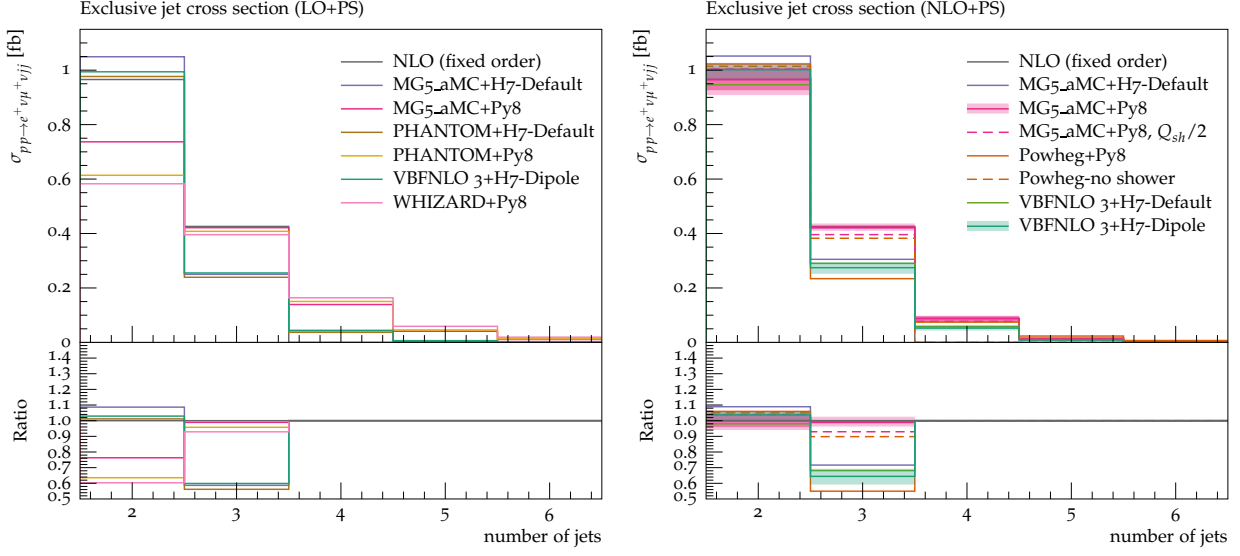 Exclusive jet cross section (LO+PS)
σ_{pp→e⁺νμ⁺νjj} [fb]
1
0.8
0.6
0.4
0.2
0
NLO (fixed order)
MG5_aMC+H7-Default
MG5_aMC+Py8
PHANTOM+H7-Default
PHANTOM+Py8
VBFNLO 3+H7-Dipole
WHIZARD+Py8
Ratio
1.4
1.3
1.2
1.1
1.0
0.9
0.8
0.7
0.6
0.5
2 3 4 5 6
number of jets
Exclusive jet cross section (NLO+PS)
σ_{pp→e⁺νμ⁺νjj} [fb]
1
0.8
0.6
0.4
0.2
0
NLO (fixed order)
MG5_aMC+H7-Default
MG5_aMC+Py8
MG5_aMC+Py8, Q_{sh}/2
Powheg+Py8
Powheg-no shower
VBFNLO 3+H7-Default
VBFNLO 3+H7-Dipole
Ratio
1.4
1.3
1.2
1.1
1.0
0.9
0.8
0.7
0.6
0.5
2 3 4 5 6
number of jets